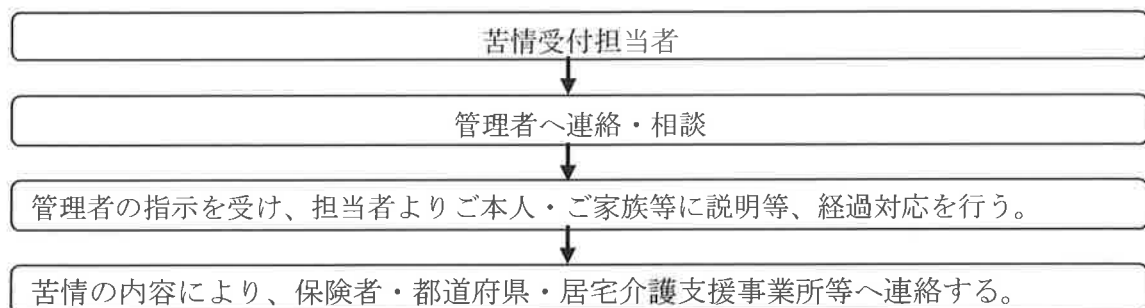 苦情受付担当者
管理者へ連絡・相談
管理者の指示を受け、担当者よりご本人・ご家族等に説明等、経過対応を行う。
苦情の内容により、保険者・都道府県・居宅介護支援事業所等へ連絡する。